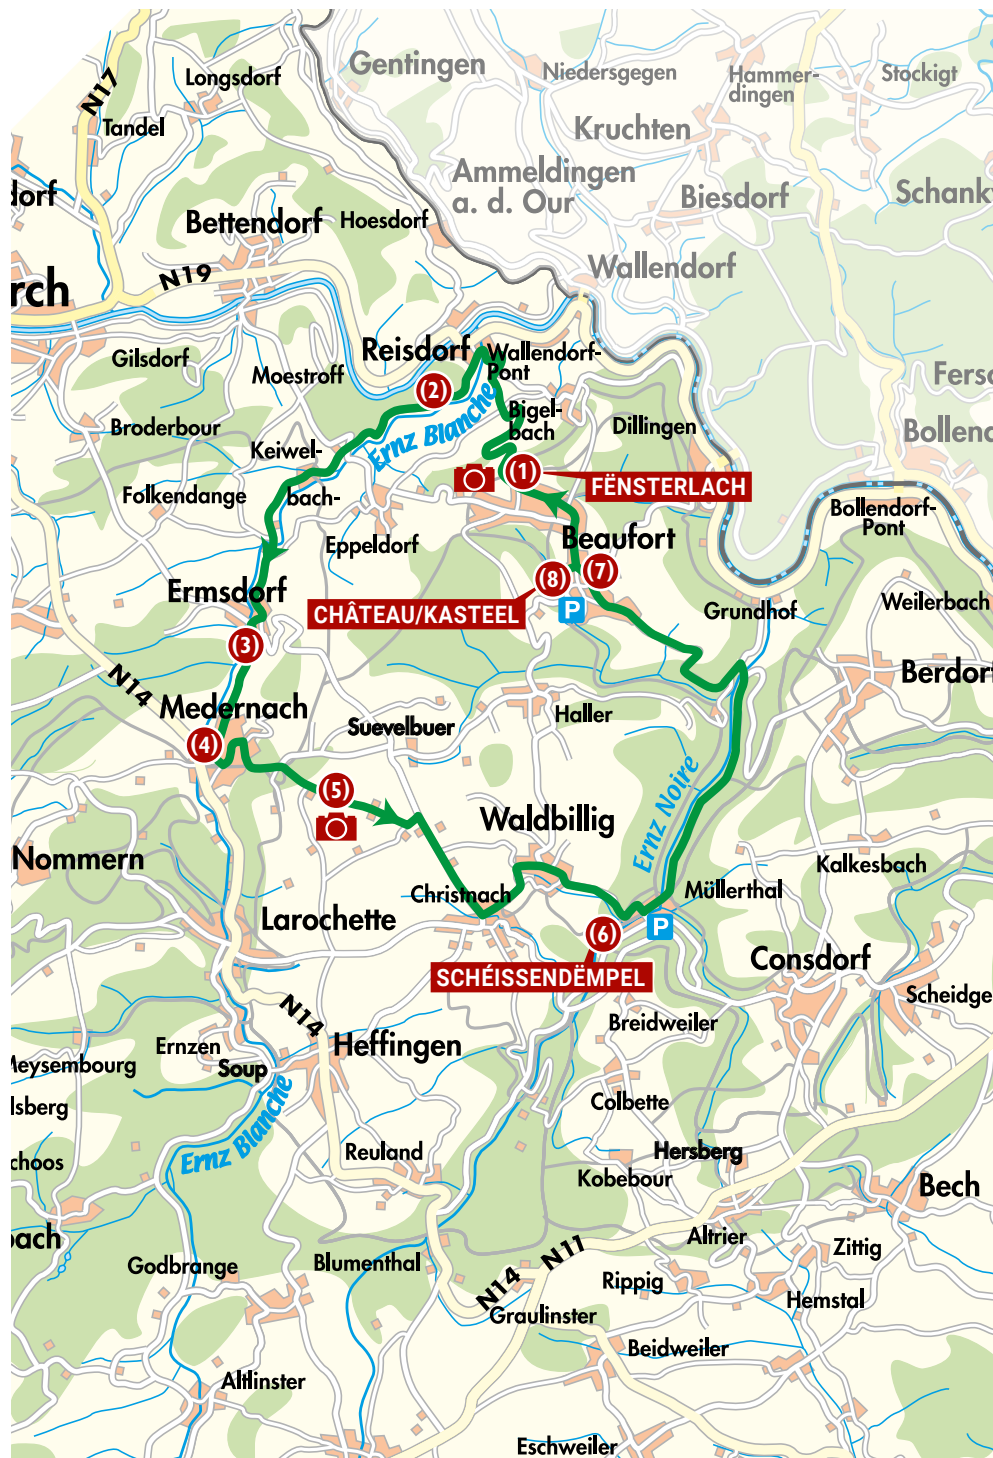 Gentingen
Niedersgegen
Hammer-
dingen
Stockigt
Longsdorf
N17
Tandel
Kruchten
Ammeldingen
a. d. Our
Biesdorf
Schank
dorf
Bettendorf
Hoesdorf
Wallendorf
N19
rch
Gilsdorf
Reisdorf
Wallendorf-
Pont
Moestroff
(2)
Fersc
Ernz Blanche
Bigel-
bach
Dillingen
Broderbour
Bollend
Keiwel-
bach-
(1)
FËNSTERLACH
Folkendange
Bollendorf-
Pont
Eppeldorf
Beaufort
Ermsdorf
(8)
(7)
P
CHÂTEAU/KASTEEL
Grundhof
Weilerbach
(3)
Berdorf
N14
Medernach
Haller
Suevelbuer
(4)
(5)
Ernz Noire
Waldbillig
Nommern
Kalkesbach
Christnach
Müllerthal
Larochette
(6)
P
Consdorf
SCHÉISSENDËMPEL
Scheidge
N14
Breidweiler
Ernzen
Heffingen
Meysembourg
Soup
Ernz Blanche
lsberg
Colbette
choos
Reuland
Hersberg
Kobebour
Bech
bach
Altrier
Zittig
Godbrange
Blumenthal
N11
N14
Rippig
Hemstal
Graulinster
Beidweiler
Altlinster
Eschweiler